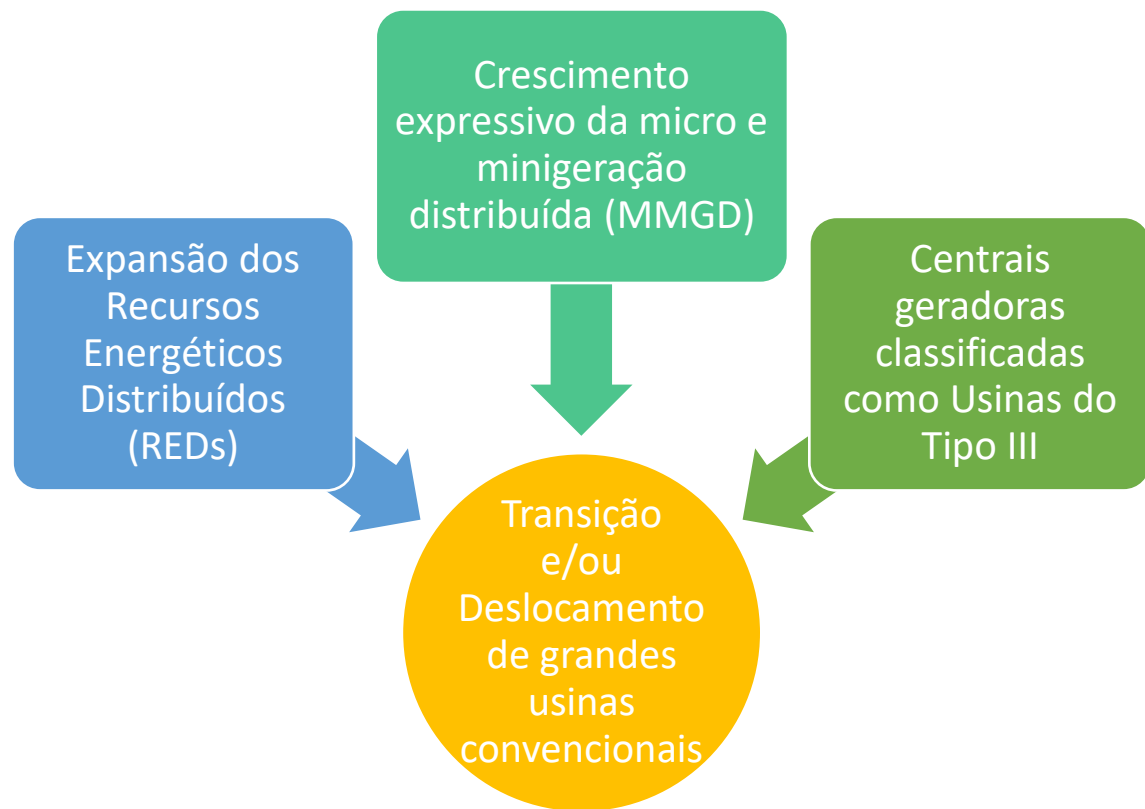 Crescimento
expressivo da micro e
minigeração
distribuída (MMGD)
Expansão dos
Recursos
Energéticos
Distribuídos
(REDs)
Centrais
geradoras
classificadas
como Usinas do
Tipo III
Transição
e/ou
Deslocamento
de grandes
usinas
convencionais